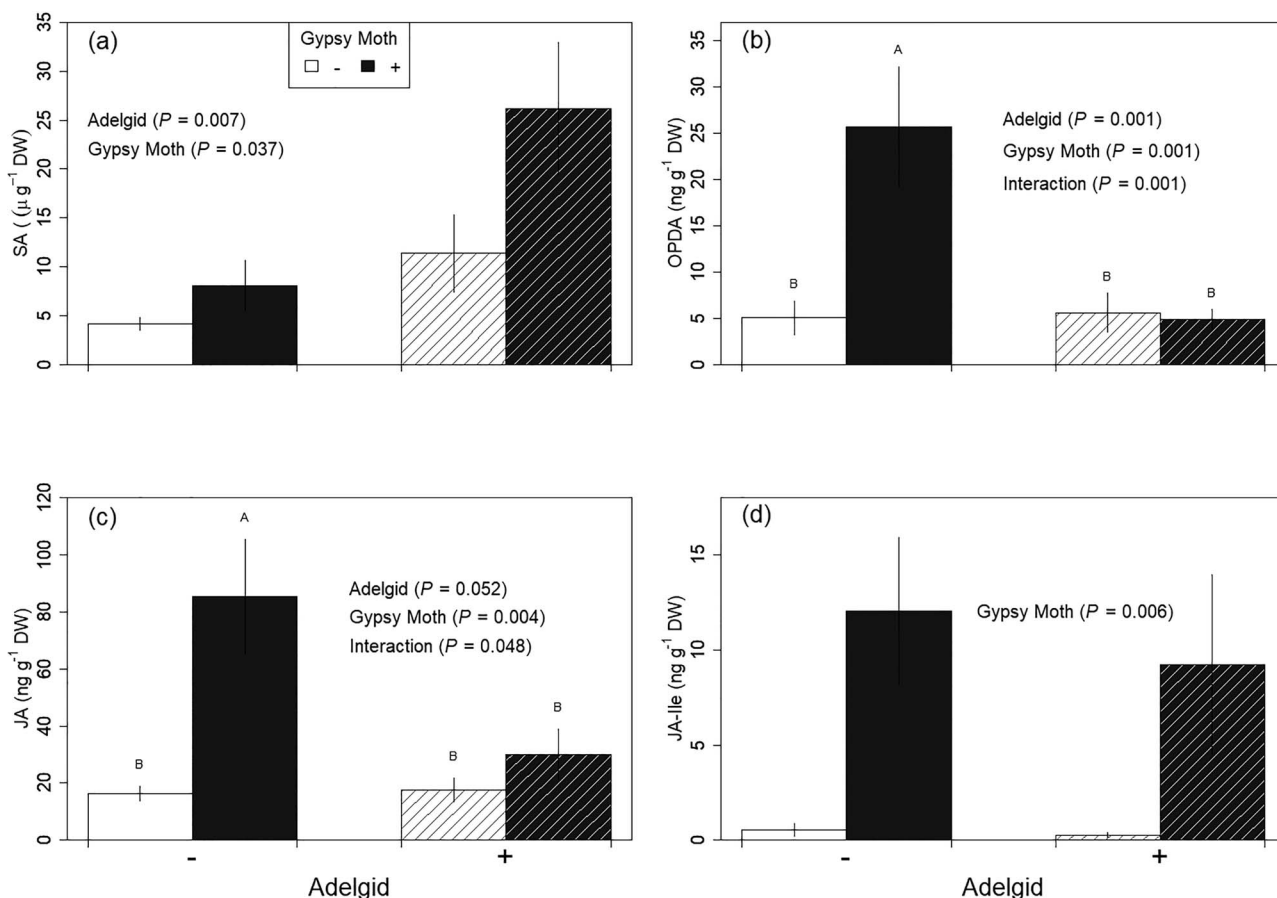 (a)
Gypsy Moth
- +
Adelgid (P = 0.007)
Gypsy Moth (P = 0.037)
SA ( (μ g⁻¹ DW)
35
30
25
20
15
10
5
0
(b)
A
B
B
B
Adelgid (P = 0.001)
Gypsy Moth (P = 0.001)
Interaction (P = 0.001)
OPDA (ng g⁻¹ DW)
35
30
25
20
15
10
5
0
(c)
A
B
B
B
Adelgid (P = 0.052)
Gypsy Moth (P = 0.004)
Interaction (P = 0.048)
JA (ng g⁻¹ DW)
120
100
80
60
40
20
0
- +
Adelgid
(d)
Gypsy Moth (P = 0.006)
JA-Ile (ng g⁻¹ DW)
15
10
5
0
- +
Adelgid